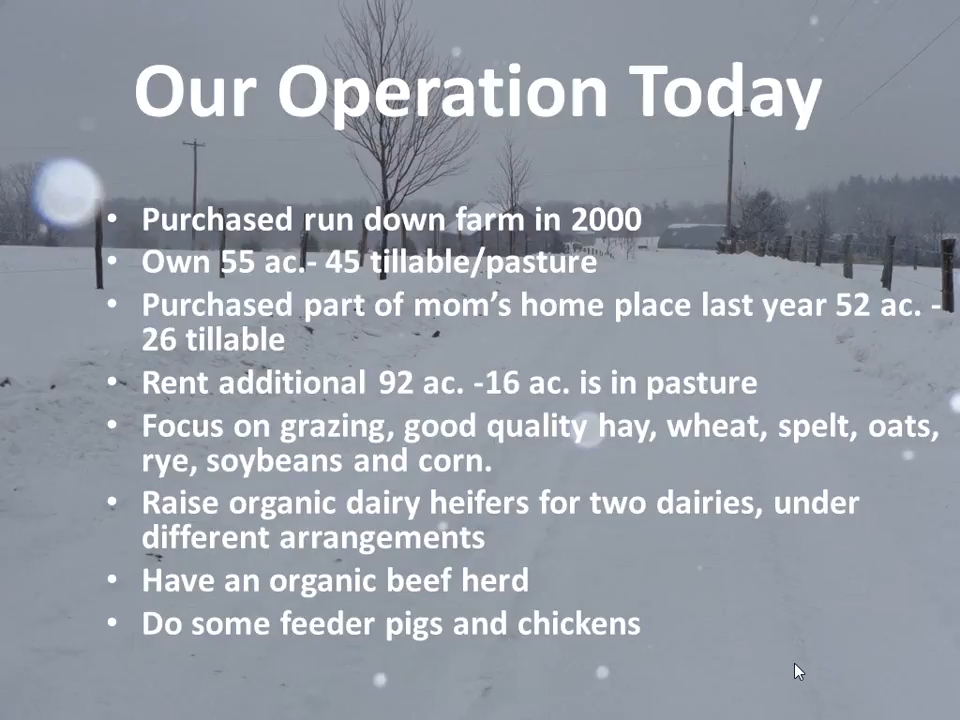 Our Operation Today
• Purchased run down farm in 2000
• Own 55 ac.- 45 tillable/pasture
• Purchased part of mom’s home place last year 52 ac. -
26 tillable
• Rent additional 92 ac. -16 ac. is in pasture
• Focus on grazing, good quality hay, wheat, spelt, oats,
rye, soybeans and corn.
• Raise organic dairy heifers for two dairies, under
different arrangements
• Have an organic beef herd
• Do some feeder pigs and chickens